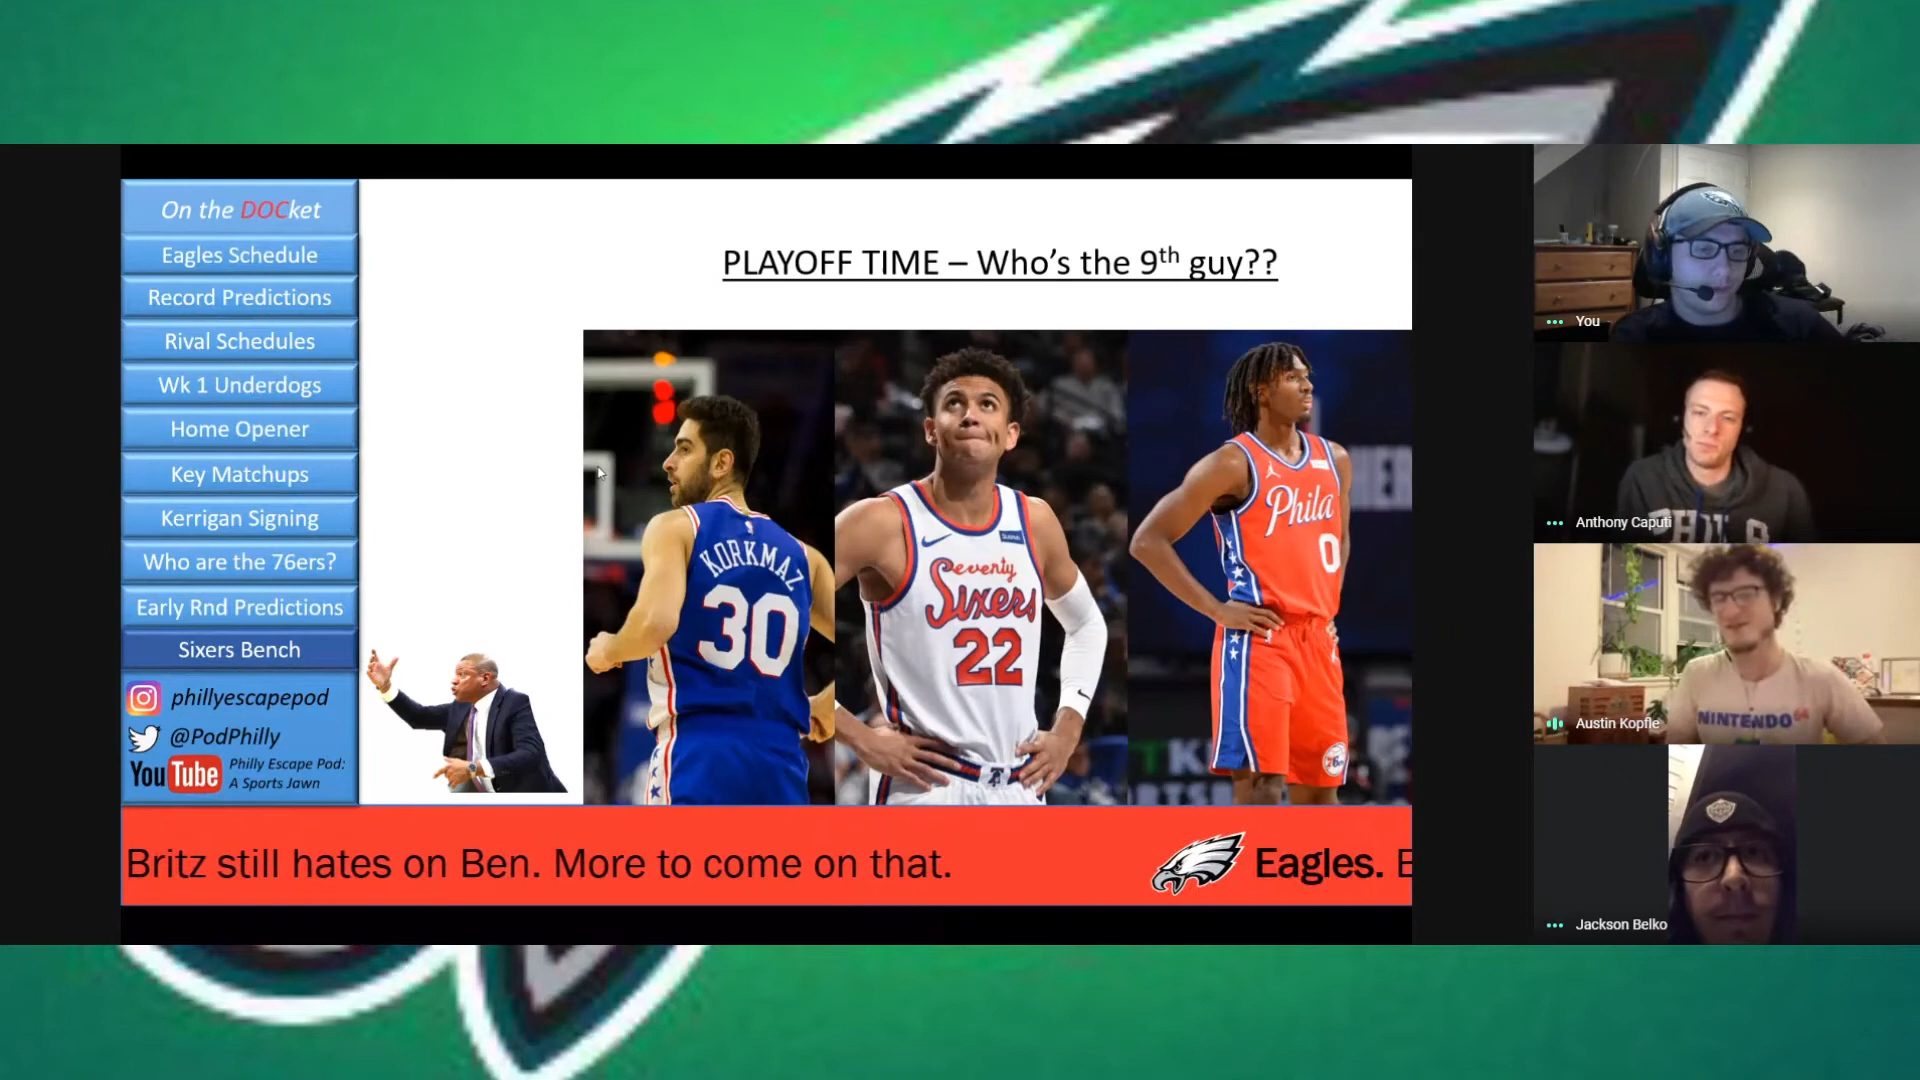 On the DOCket
Eagles Schedule
Record Predictions
Rival Schedules
Wk 1 Underdogs
Home Opener
Key Matchups
Kerrigan Signing
Who are the 76ers?
Early Rnd Predictions
Sixers Bench
phillyescapepod
@PodPhilly
YouTube
Philly Escape Pod:
A Sports Jawn
PLAYOFF TIME – Who's the 9th guy??
KORKMAZ
30
Seventy
Sixers
22
Phila
0
Britz still hates on Ben. More to come on that.
Eagles. E
You
Anthony Caputi
NINTENDO 64
Austin Kopfle
Jackson Belko